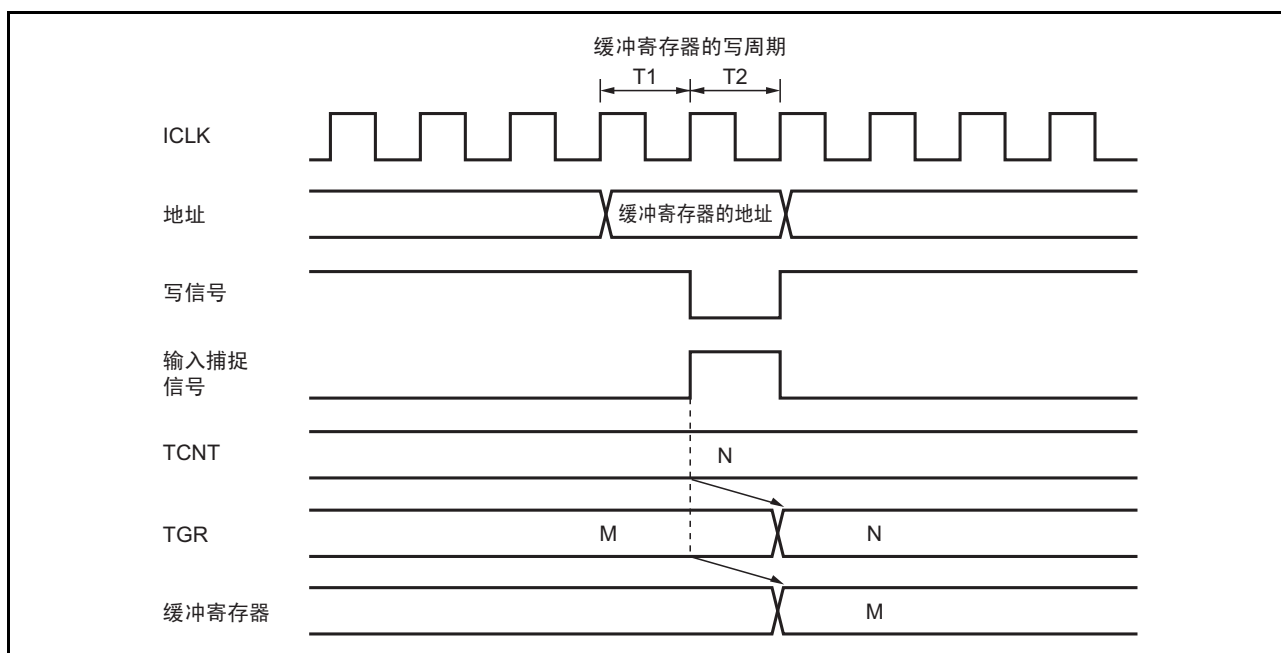 缓冲寄存器的写周期
T1 T2
ICLK
地址 缓冲寄存器的地址
写信号
输入捕捉
信号
TCNT N
TGR M N
缓冲寄存器 M